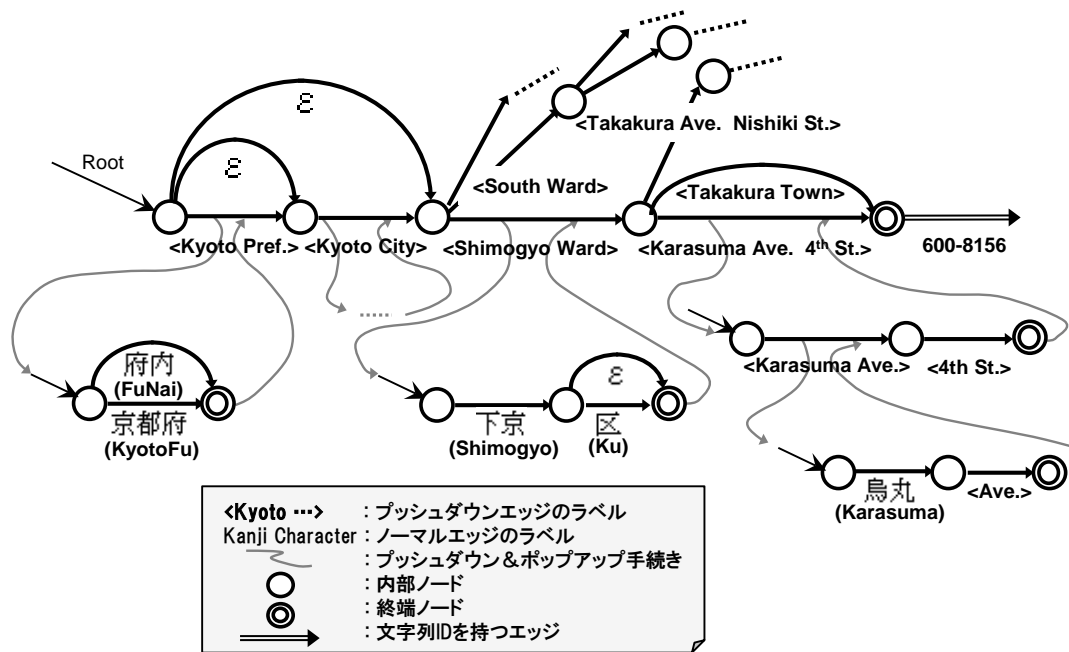 Root
ε
ε
<Takakura Ave. Nishiki St.>
<South Ward>
<Takakura Town>
<Kyoto Pref.>
<Kyoto City>
<Shimogyo Ward>
<Karasuma Ave. 4th St.>
600-8156
府内
(FuNai)
京都府
(KyotoFu)
下京
(Shimogyo)
ε
区
(Ku)
<Karasuma Ave.>
<4th St.>
烏丸
(Karasuma)
<Ave.>
<Kyoto …> : プッシュダウンエッジのラベル
Kanji Character : ノーマルエッジのラベル
: プッシュダウン&ポップアップ手続き
: 内部ノード
: 終端ノード
: 文字列IDを持つエッジ